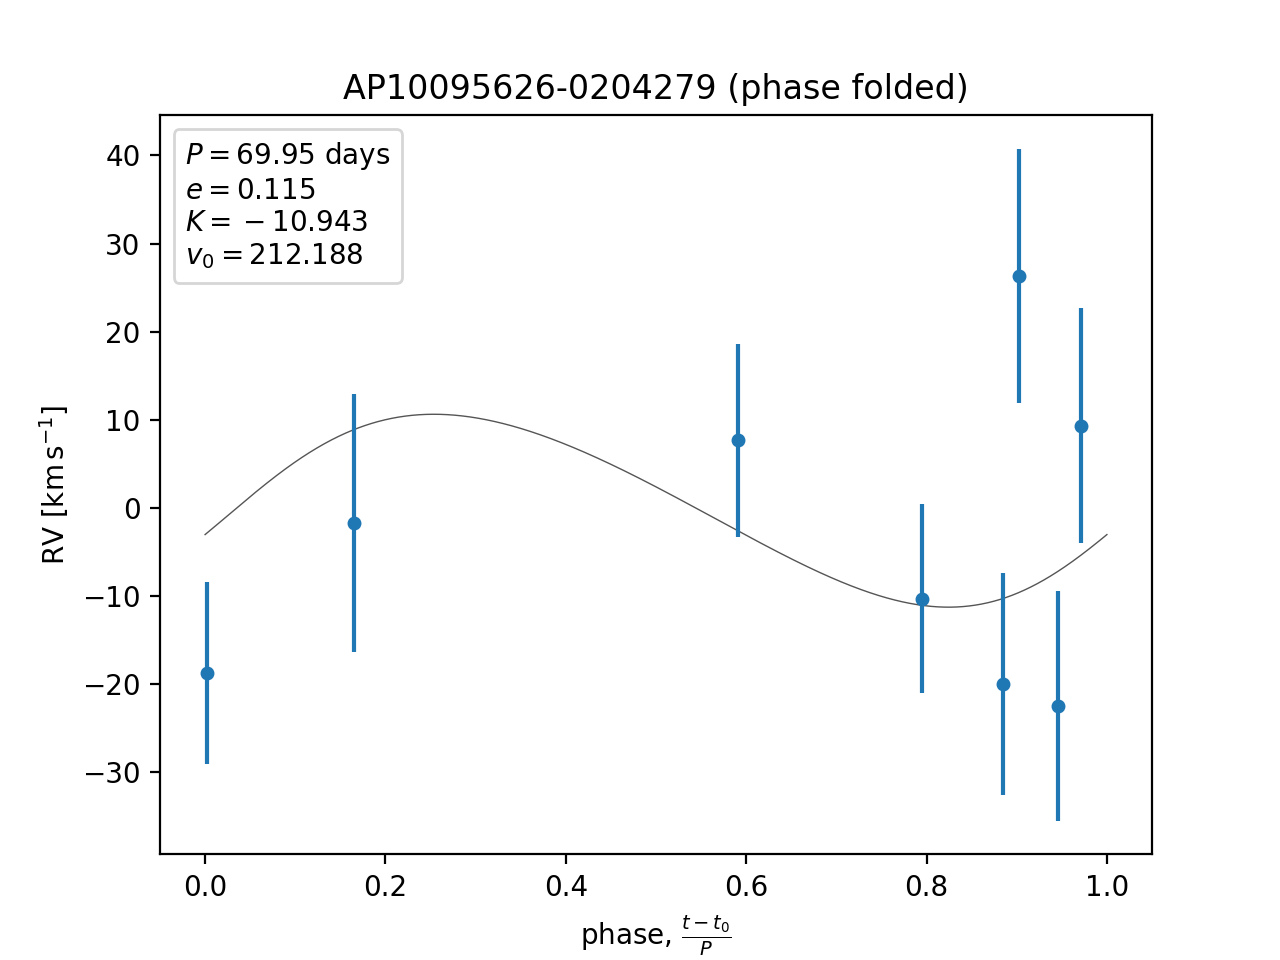 AP10095626-0204279 (phase folded)
P = 69.95 days
e = 0.115
K = −10.943
v₀ = 212.188
40
30
20
10
0
−10
−20
−30
RV [km s⁻¹]
0.0 0.2 0.4 0.6 0.8 1.0
phase, (t − t₀)/P